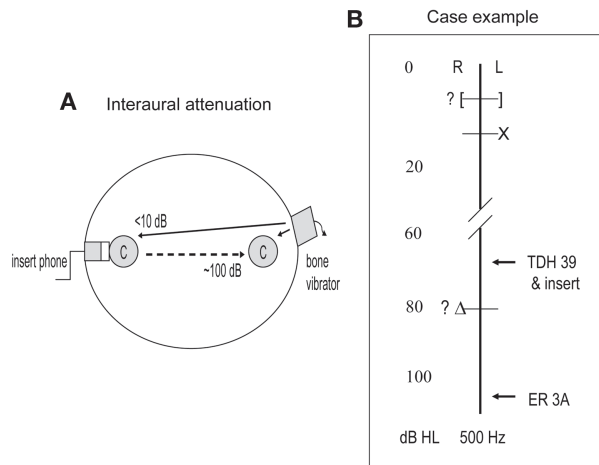 A Interaural attenuation
<10 dB
C C
insert phone
~100 dB
bone
vibrator
B Case example
0 R L
? [ ]
X
20
60
TDH 39
& insert
80 ? Δ
100
ER 3A
dB HL 500 Hz